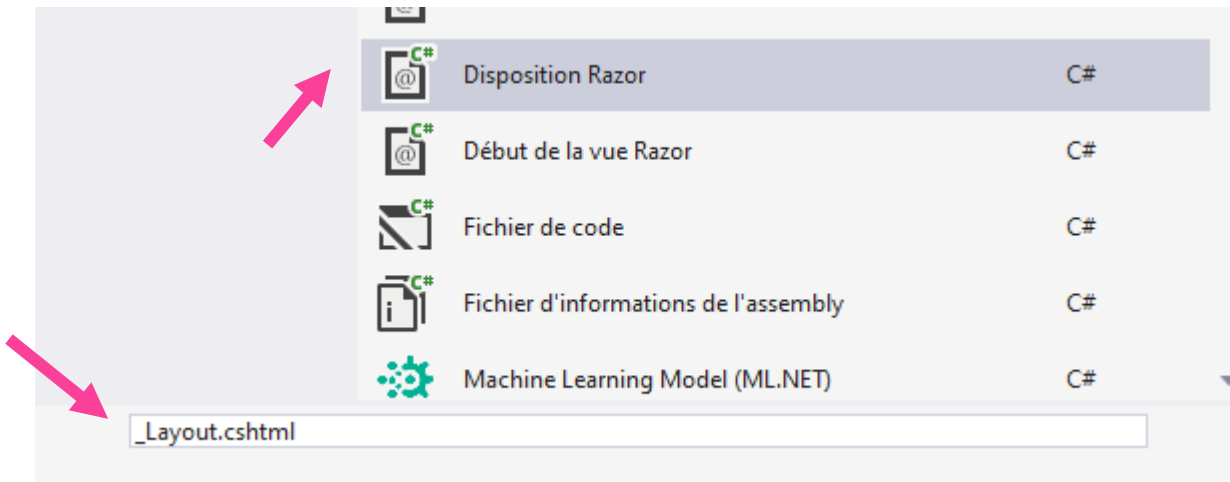 Disposition Razor C#
Début de la vue Razor C#
Fichier de code C#
Fichier d'informations de l'assembly C#
Machine Learning Model (ML.NET) C#
_Layout.cshtml